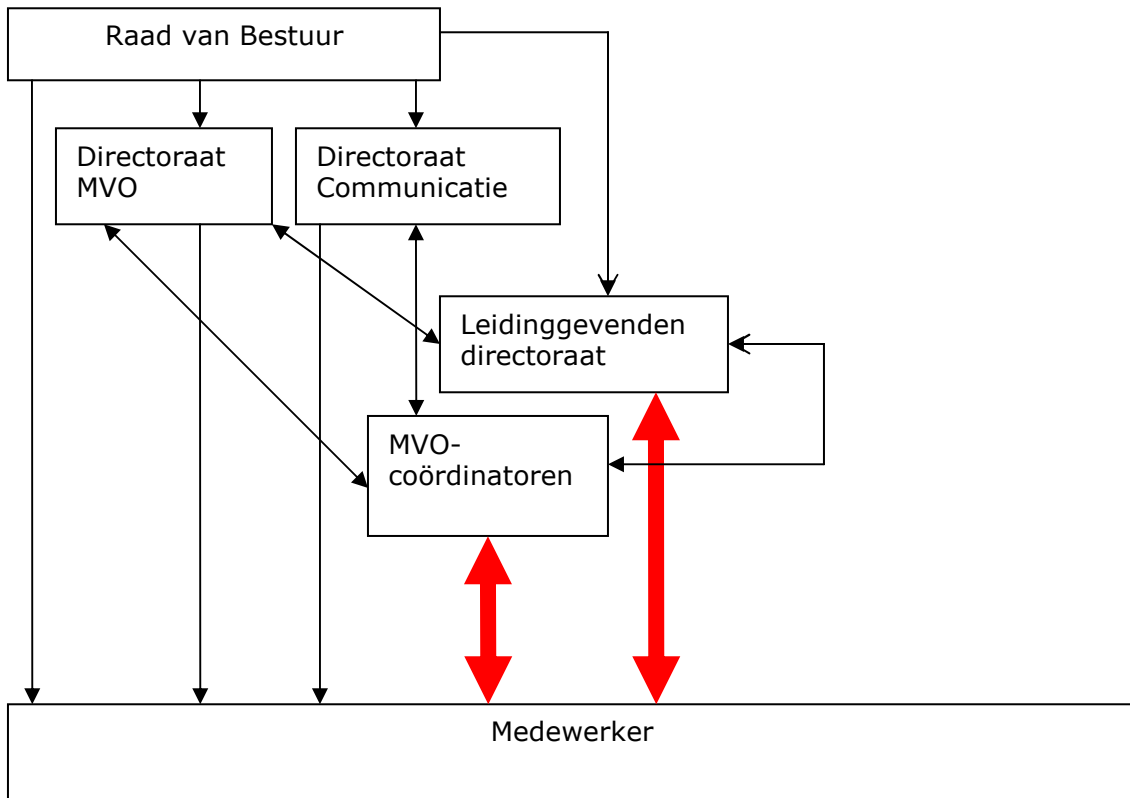 Raad van Bestuur
Directoraat
MVO
Directoraat
Communicatie
Leidinggevenden
directoraat
MVO-
coördinatoren
Medewerker